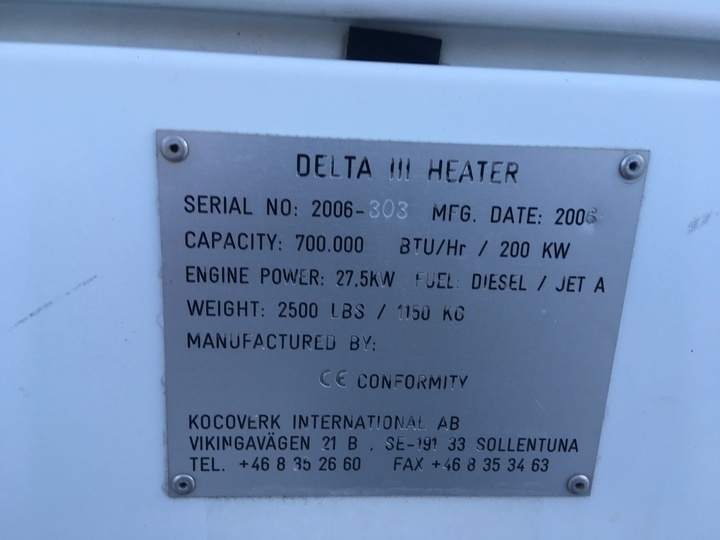 DELTA III HEATER
SERIAL NO: 2006-303 MFG. DATE: 2006
CAPACITY: 700.000 BTU/Hr / 200 KW
ENGINE POWER: 27,5KW FUEL: DIESEL / JET A
WEIGHT: 2500 LBS / 1150 KG
MANUFACTURED BY:
CE CONFORMITY
KOCOVERK INTERNATIONAL AB
VIKINGAVÄGEN 21 B , SE-191 33 SOLLENTUNA
TEL. +46 8 35 26 60 FAX +46 8 35 34 63